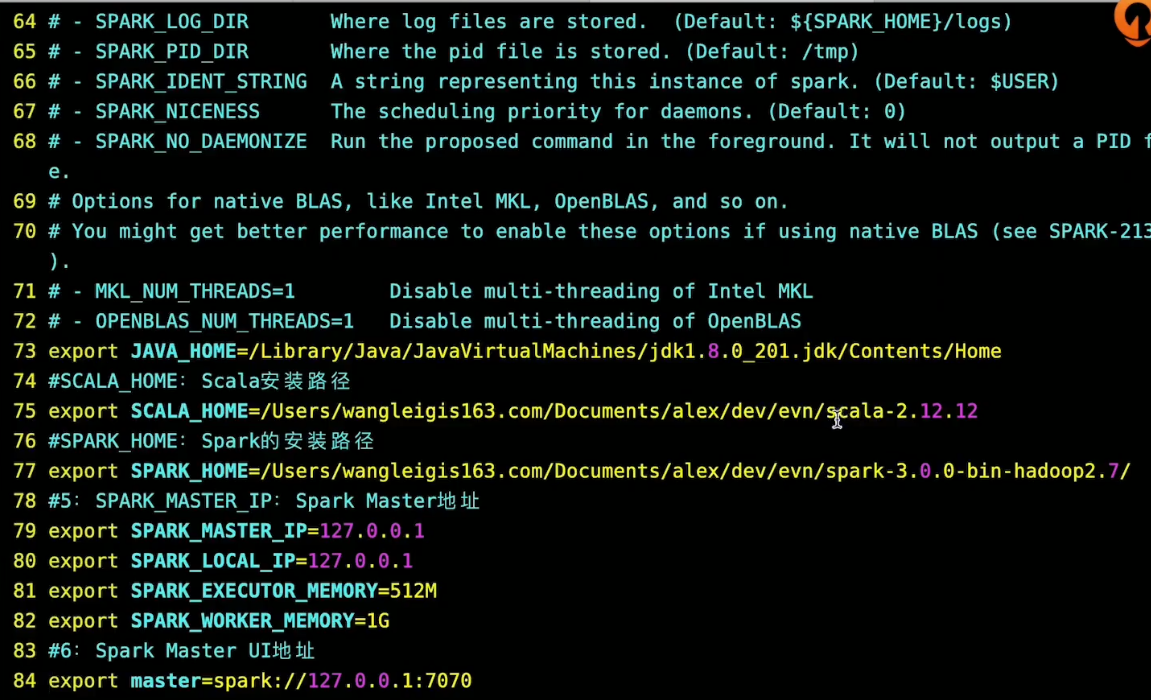 64 # - SPARK_LOG_DIR       Where log files are stored.  (Default: ${SPARK_HOME}/logs)
65 # - SPARK_PID_DIR       Where the pid file is stored. (Default: /tmp)
66 # - SPARK_IDENT_STRING  A string representing this instance of spark. (Default: $USER)
67 # - SPARK_NICENESS      The scheduling priority for daemons. (Default: 0)
68 # - SPARK_NO_DAEMONIZE  Run the proposed command in the foreground. It will not output a PID f
e.
69 # Options for native BLAS, like Intel MKL, OpenBLAS, and so on.
70 # You might get better performance to enable these options if using native BLAS (see SPARK-213
).
71 # - MKL_NUM_THREADS=1        Disable multi-threading of Intel MKL
72 # - OPENBLAS_NUM_THREADS=1   Disable multi-threading of OpenBLAS
73 export JAVA_HOME=/Library/Java/JavaVirtualMachines/jdk1.8.0_201.jdk/Contents/Home
74 #SCALA_HOME: Scala安装路径
75 export SCALA_HOME=/Users/wangleigis163.com/Documents/alex/dev/evn/scala-2.12.12
76 #SPARK_HOME: Spark的安装路径
77 export SPARK_HOME=/Users/wangleigis163.com/Documents/alex/dev/evn/spark-3.0.0-bin-hadoop2.7/
78 #5: SPARK_MASTER_IP: Spark Master地址
79 export SPARK_MASTER_IP=127.0.0.1
80 export SPARK_LOCAL_IP=127.0.0.1
81 export SPARK_EXECUTOR_MEMORY=512M
82 export SPARK_WORKER_MEMORY=1G
83 #6: Spark Master UI地址
84 export master=spark://127.0.0.1:7070